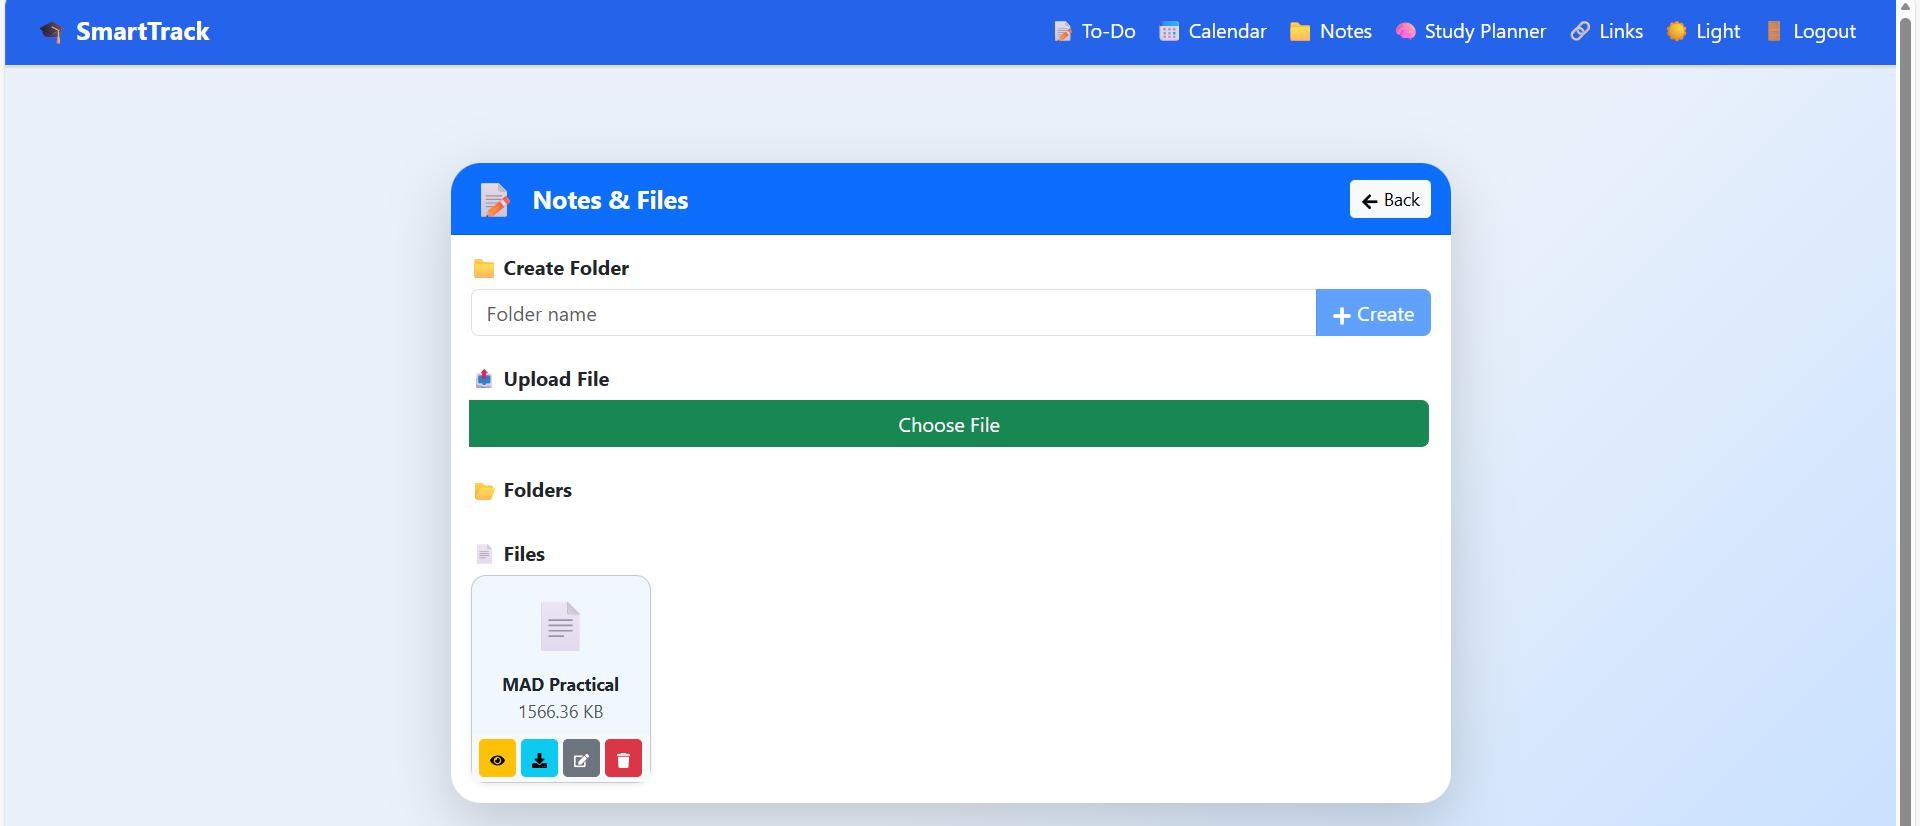 SmartTrack
To-Do
Calendar
Notes
Study Planner
Links
Light
Logout
Notes & Files
Back
Create Folder
Folder name
Create
Upload File
Choose File
Folders
Files
MAD Practical
1566.36 KB